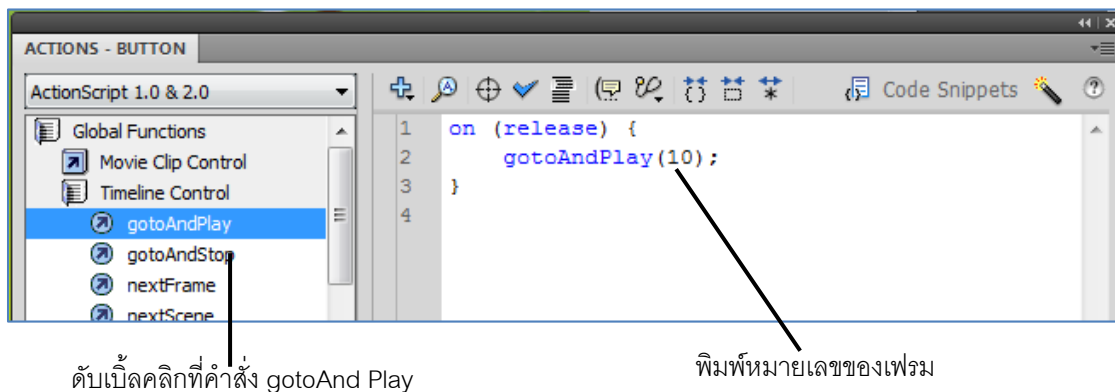 ACTIONS - BUTTON
ActionScript 1.0 & 2.0
Code Snippets
Global Functions
Movie Clip Control
Timeline Control
gotoAndPlay
gotoAndStop
nextFrame
nextScene
1 on (release) {
2 gotoAndPlay(10);
3 }
4
ดับเบิ้ลคลิกที่คำสั่ง gotoAnd Play
พิมพ์หมายเลขของเฟรม